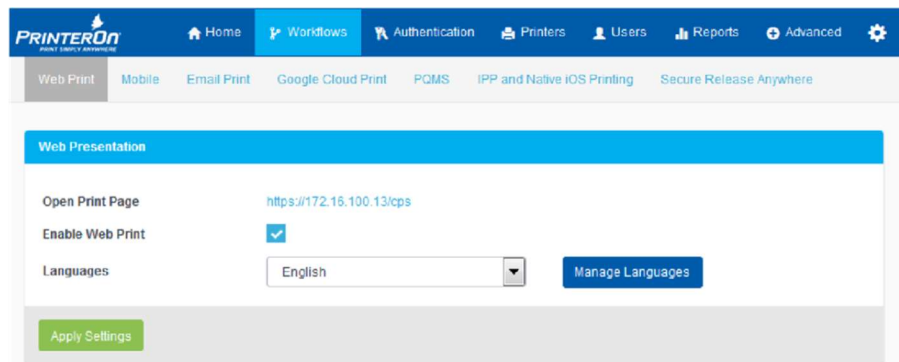 PRINTERON
PRINT SIMPLY ANYWHERE
Home Workflows Authentication Printers Users Reports Advanced
Web Print Mobile Email Print Google Cloud Print PQMS IPP and Native iOS Printing Secure Release Anywhere
Web Presentation
Open Print Page https://172.16.100.13/cps
Enable Web Print
Languages English Manage Languages
Apply Settings